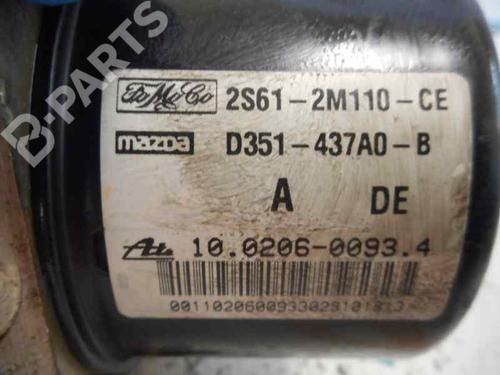 B-PARTS
FoMoCo 2S61-2M110-CE
mazda D351-437A0-B
A DE
Ate 10.0206-0093.4